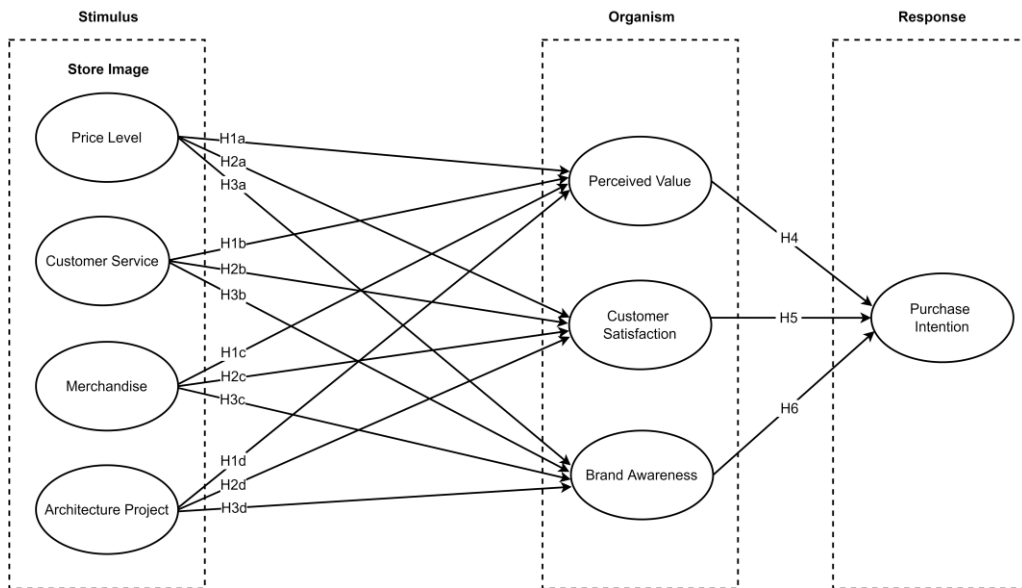 Stimulus
Organism
Response
Store Image
Price Level
H1a
H2a
H3a
Perceived Value
Customer Service
H1b
H2b
H3b
H4
Customer
Satisfaction
H5
Purchase
Intention
Merchandise
H1c
H2c
H3c
H6
Architecture Project
H1d
H2d
H3d
Brand Awareness